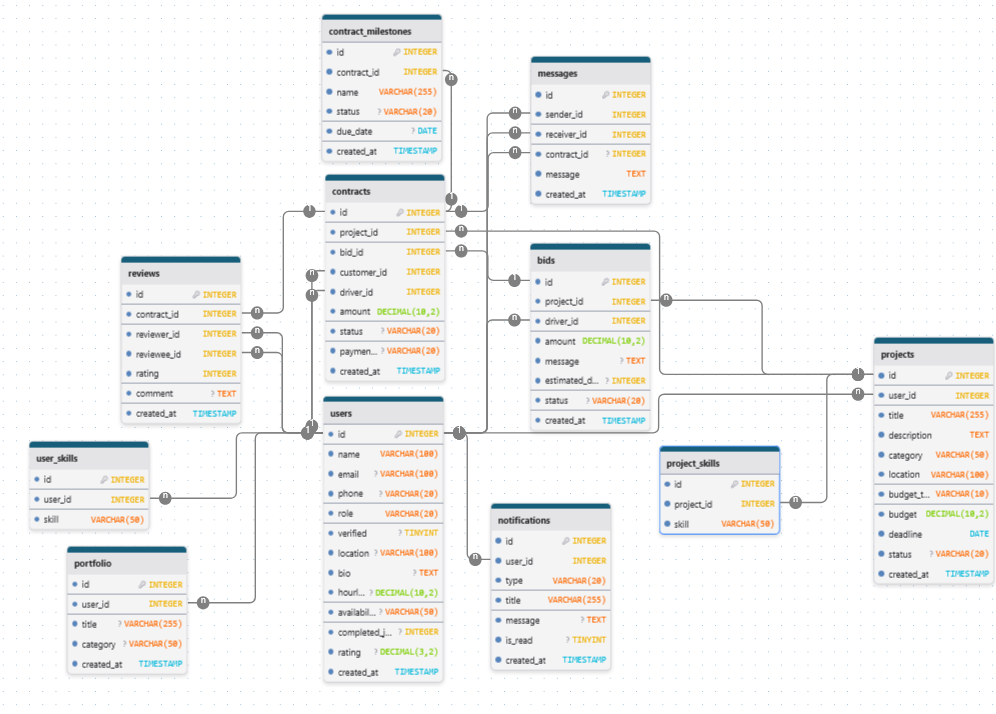 contract_milestones
id ? INTEGER
contract_id INTEGER
name VARCHAR(255)
status ? VARCHAR(20)
due_date ? DATE
created_at TIMESTAMP
messages
id INTEGER
sender_id INTEGER
receiver_id INTEGER
contract_id ? INTEGER
message TEXT
created_at TIMESTAMP
contracts
id INTEGER
project_id INTEGER
bid_id INTEGER
customer_id INTEGER
driver_id INTEGER
amount DECIMAL(10,2)
status ? VARCHAR(20)
paymen... ? VARCHAR(20)
created_at TIMESTAMP
bids
id INTEGER
project_id INTEGER
driver_id INTEGER
amount DECIMAL(10,2)
message ? TEXT
estimated_d... ? INTEGER
status ? VARCHAR(20)
created_at TIMESTAMP
reviews
id INTEGER
contract_id INTEGER
reviewer_id INTEGER
reviewee_id INTEGER
rating INTEGER
comment ? TEXT
created_at TIMESTAMP
projects
id INTEGER
user_id INTEGER
title VARCHAR(255)
description TEXT
category VARCHAR(50)
location VARCHAR(100)
budget_t... VARCHAR(10)
budget DECIMAL(10,2)
deadline DATE
status ? VARCHAR(20)
created_at TIMESTAMP
users
id INTEGER
name VARCHAR(100)
email VARCHAR(100)
phone VARCHAR(20)
role VARCHAR(20)
verified ? TINYINT
location ? VARCHAR(100)
bio ? TEXT
hourl... ? DECIMAL(10,2)
availabil... ? VARCHAR(50)
completed_j... ? INTEGER
rating ? DECIMAL(3,2)
created_at TIMESTAMP
user_skills
id INTEGER
user_id INTEGER
skill VARCHAR(50)
project_skills
id INTEGER
project_id INTEGER
skill VARCHAR(50)
notifications
id INTEGER
user_id INTEGER
type VARCHAR(20)
title VARCHAR(255)
message ? TEXT
is_read ? TINYINT
created_at TIMESTAMP
portfolio
id INTEGER
user_id INTEGER
title ? VARCHAR(255)
category ? VARCHAR(50)
created_at TIMESTAMP